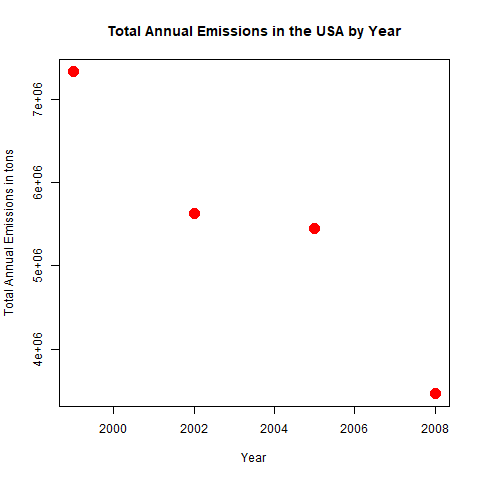 Total Annual Emissions in the USA by Year
Total Annual Emissions in tons
7e+06
6e+06
5e+06
4e+06
2000 2002 2004 2006 2008
Year